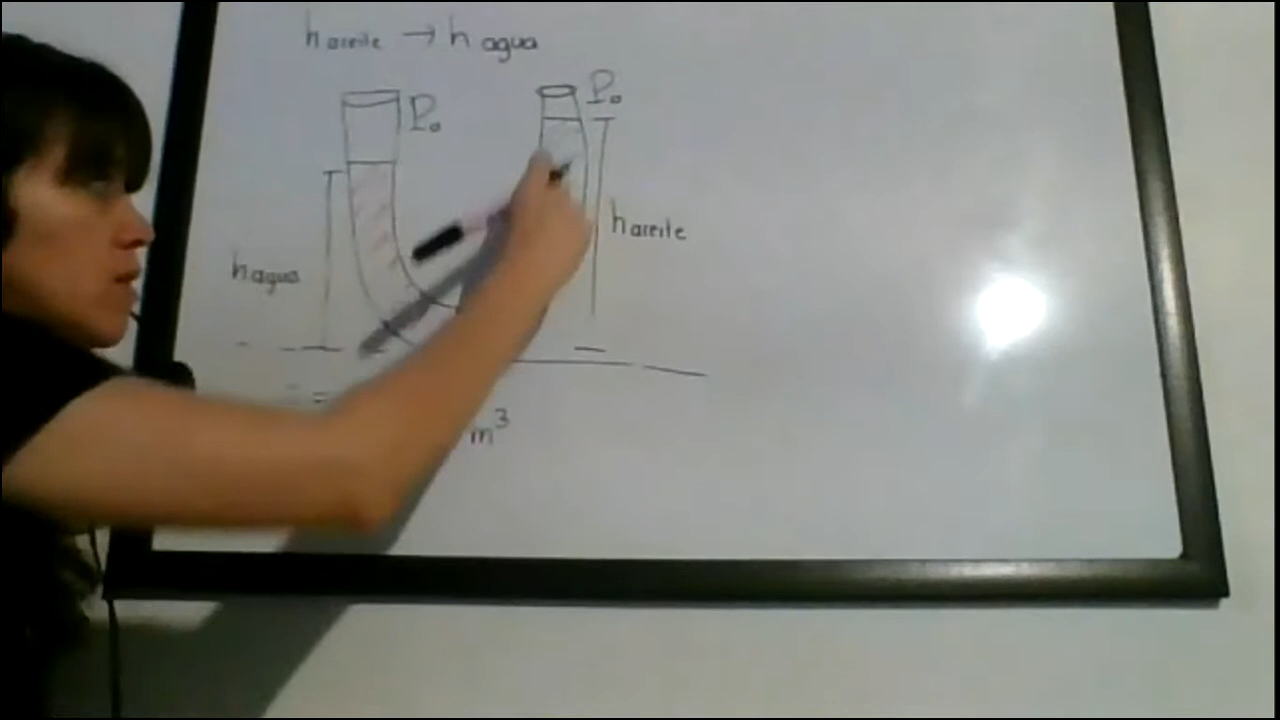 h aceite → h agua
P₀
P₀
h aceite
h agua
m³